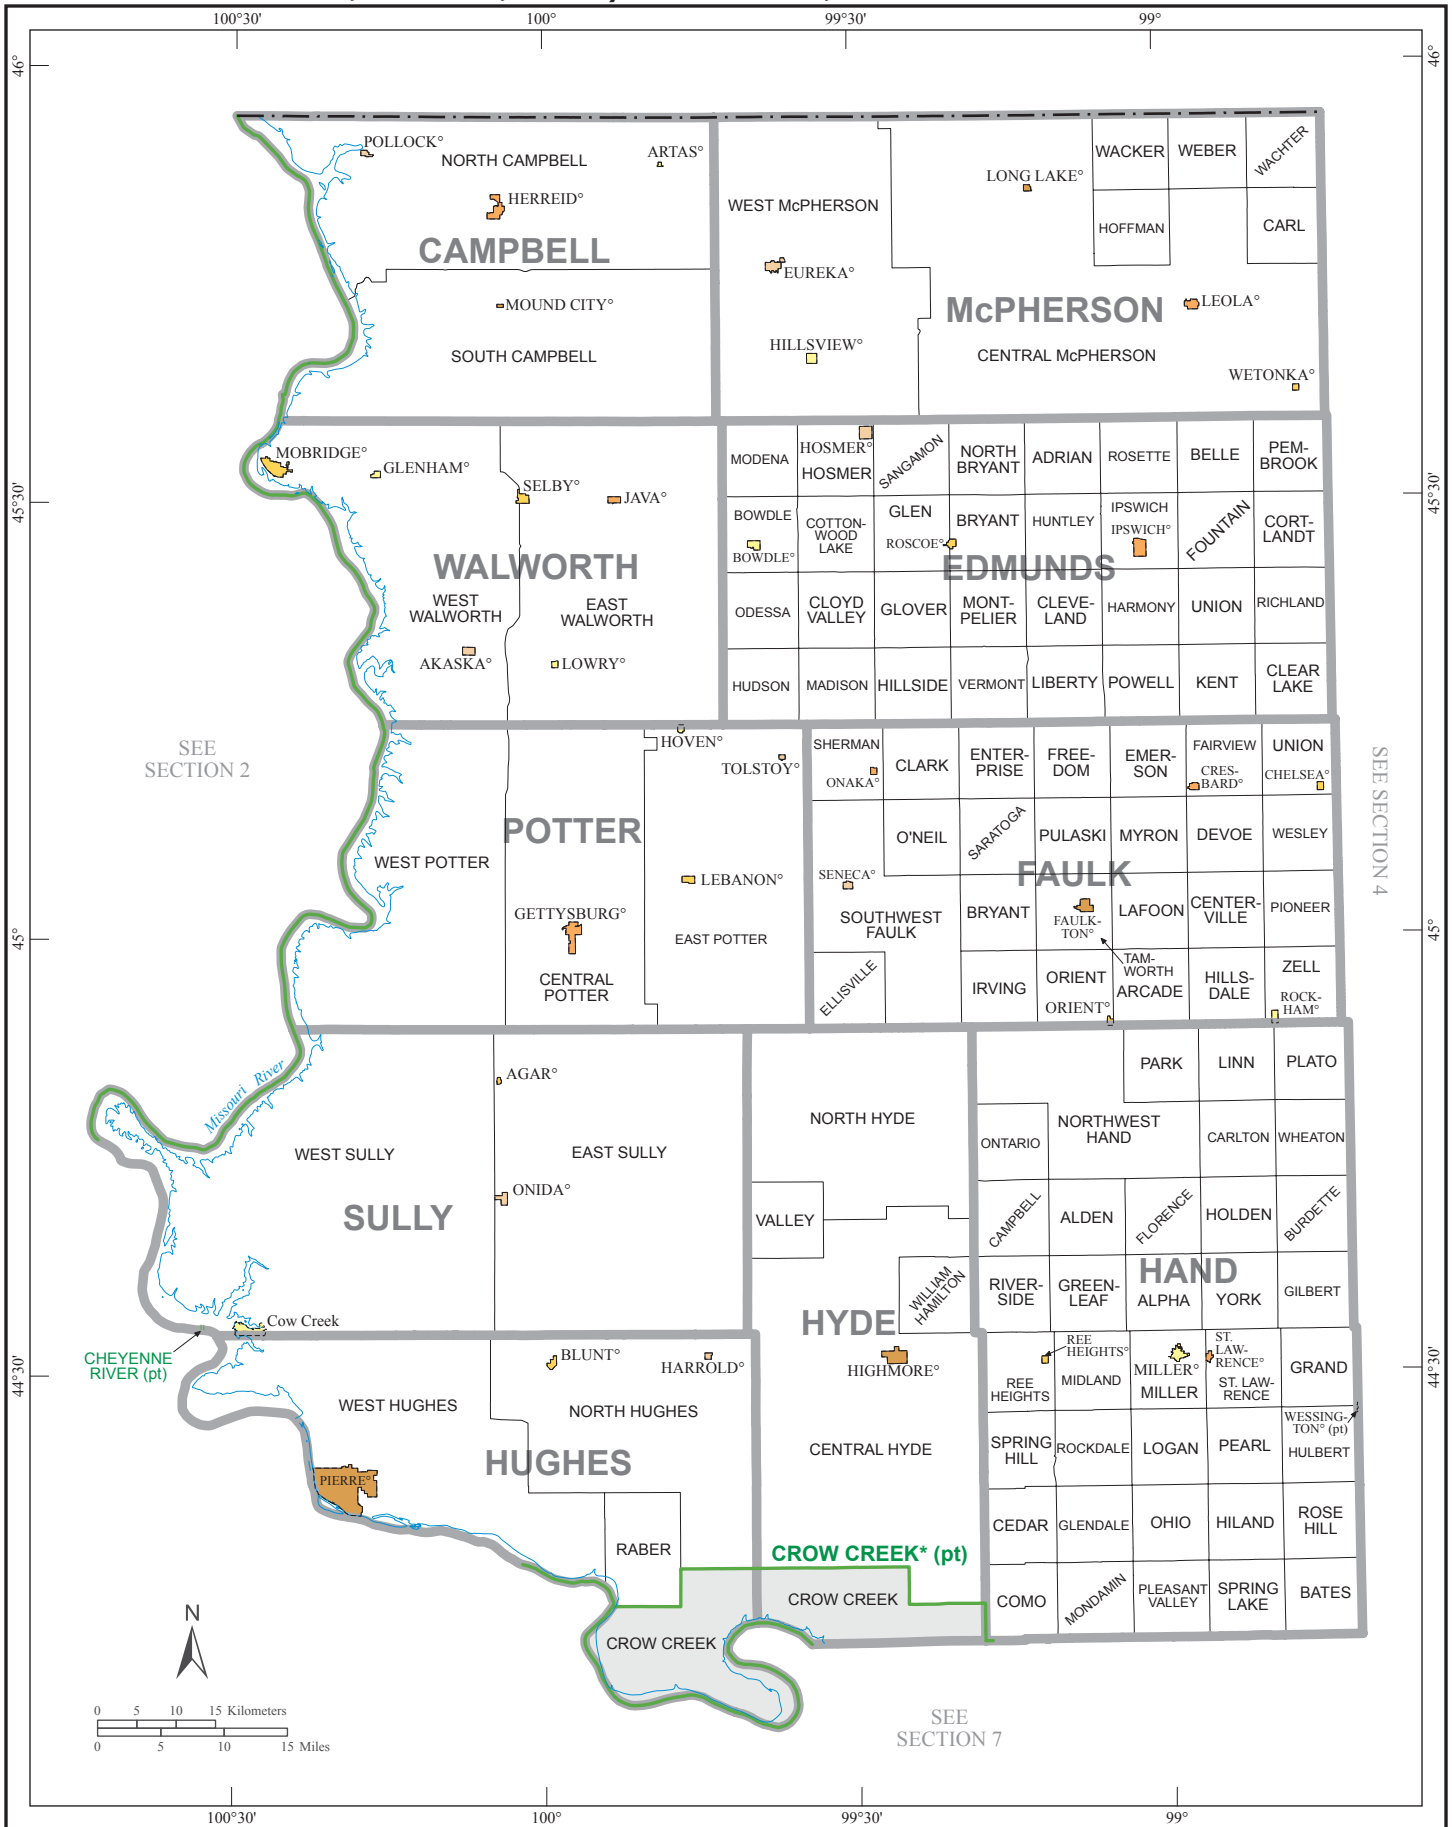 100°30'
100°
99°30'
99°
46°
46°
POLLOCK°
NORTH CAMPBELL
ARTAS°
HERREID°
CAMPBELL
MOUND CITY°
SOUTH CAMPBELL
WEST McPHERSON
EUREKA°
HILLSVIEW°
LONG LAKE°
WACKER
WEBER
WACHTER
HOFFMAN
CARL
McPHERSON
LEOLA°
CENTRAL McPHERSON
WETONKA°
45°30'
45°30'
MOBRIDGE°
GLENHAM°
SELBY°
JAVA°
WALWORTH
WEST
WALWORTH
EAST
WALWORTH
AKASKA°
LOWRY°
MODENA
HOSMER°
HOSMER
SANGAMON
NORTH
BRYANT
ADRIAN
ROSETTE
BELLE
PEM-
BROOK
BOWDLE
BOWDLE°
COTTON-
WOOD
LAKE
GLEN
ROSCOE°
BRYANT
HUNTLEY
IPSWICH
IPSWICH°
FOUNTAIN
CORT-
LANDT
EDMUNDS
ODESSA
CLOYD
VALLEY
GLOVER
MONT-
PELIER
CLEVE-
LAND
HARMONY
UNION
RICHLAND
HUDSON
MADISON
HILLSIDE
VERMONT
LIBERTY
POWELL
KENT
CLEAR
LAKE
SEE
SECTION 2
SEE SECTION 4
HOVEN°
TOLSTOY°
POTTER
WEST POTTER
LEBANON°
GETTYSBURG°
EAST POTTER
CENTRAL
POTTER
SHERMAN
ONAKA°
CLARK
ENTER-
PRISE
FREE-
DOM
EMER-
SON
FAIRVIEW
CRES-
BARD°
UNION
CHELSEA°
O'NEIL
SARATOGA
PULASKI
MYRON
DEVOE
WESLEY
FAULK
SENECA°
SOUTHWEST
FAULK
BRYANT
FAULK-
TON°
LAFOON
CENTER-
VILLE
PIONEER
ELLISVILLE
IRVING
ORIENT
ORIENT°
TAM-
WORTH
ARCADE
HILLS-
DALE
ZELL
ROCK-
HAM°
45°
45°
Missouri River
AGAR°
WEST SULLY
EAST SULLY
ONIDA°
SULLY
Cow Creek
CHEYENNE
RIVER (pt)
NORTH HYDE
VALLEY
WILLIAM
HAMILTON
HYDE
HIGHMORE°
CENTRAL HYDE
PARK
LINN
PLATO
NORTHWEST
HAND
ONTARIO
CARLTON
WHEATON
CAMPBELL
ALDEN
FLORENCE
HOLDEN
BURDETTE
HAND
RIVER-
SIDE
GREEN-
LEAF
ALPHA
YORK
GILBERT
REE
HEIGHTS°
REE
HEIGHTS
MIDLAND
MILLER°
MILLER
ST.
LAW-
RENCE°
ST. LAW-
RENCE
GRAND
WESSING-
TON° (pt)
HULBERT
SPRING
HILL
ROCKDALE
LOGAN
PEARL
CEDAR
GLENDALE
OHIO
HILAND
ROSE
HILL
COMO
MONDAMIN
PLEASANT
VALLEY
SPRING
LAKE
BATES
44°30'
44°30'
BLUNT°
HARROLD°
WEST HUGHES
NORTH HUGHES
HUGHES
PIERRE°
RABER
CROW CREEK* (pt)
CROW CREEK
CROW CREEK
N
0 5 10 15 Kilometers
0 5 10 15 Miles
SEE
SECTION 7
100°30'
100°
99°30'
99°